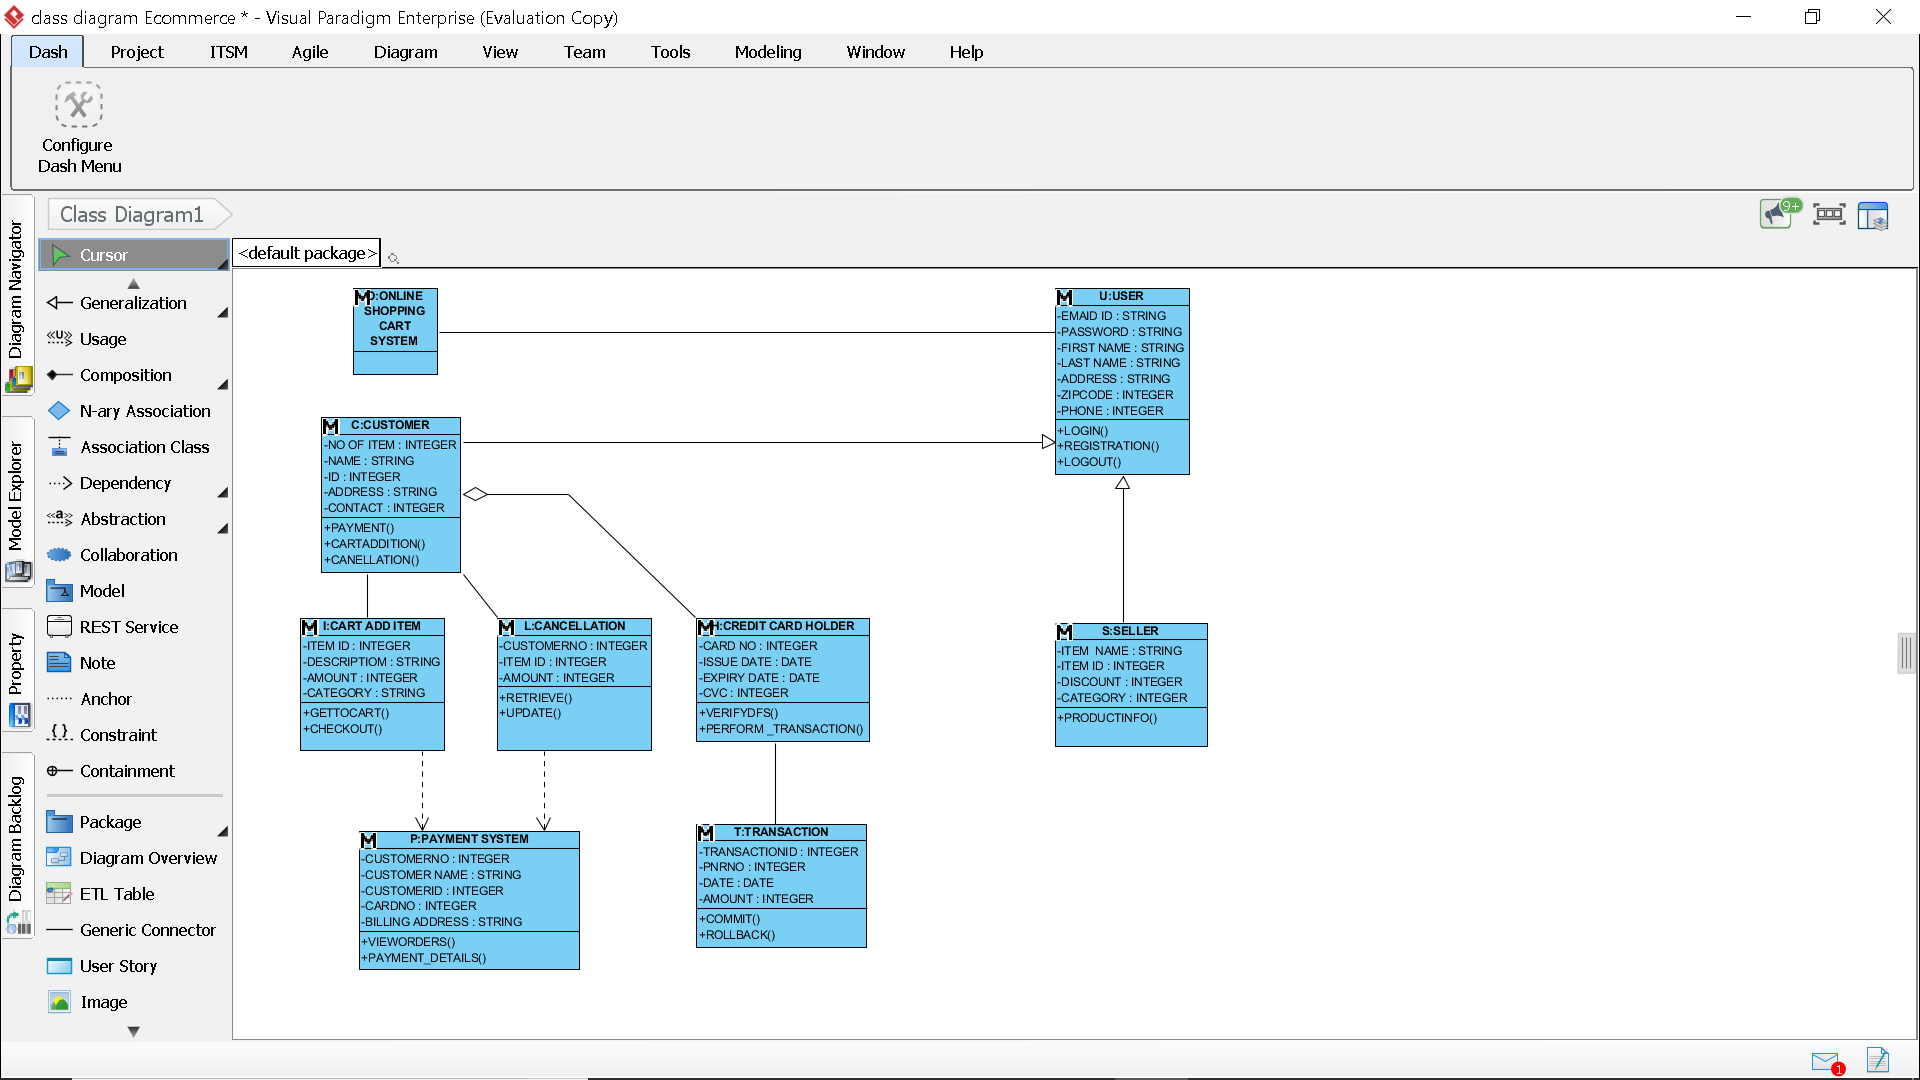 class diagram Ecommerce * - Visual Paradigm Enterprise (Evaluation Copy)
Dash Project ITSM Agile Diagram View Team Tools Modeling Window Help
Configure
Dash Menu
Class Diagram1
9+
Diagram Navigator
Model Explorer
Property
Diagram Backlog
Cursor
Generalization
Usage
Composition
N-ary Association
Association Class
Dependency
Abstraction
Collaboration
Model
REST Service
Note
Anchor
Constraint
Containment
Package
Diagram Overview
ETL Table
Generic Connector
User Story
Image
<default package>
O:ONLINE
SHOPPING
CART
SYSTEM
U:USER
-EMAID ID : STRING
-PASSWORD : STRING
-FIRST NAME : STRING
-LAST NAME : STRING
-ADDRESS : STRING
-ZIPCODE : INTEGER
-PHONE : INTEGER
+LOGIN()
+REGISTRATION()
+LOGOUT()
C:CUSTOMER
-NO OF ITEM : INTEGER
-NAME : STRING
-ID : INTEGER
-ADDRESS : STRING
-CONTACT : INTEGER
+PAYMENT()
+CARTADDITION()
+CANELLATION()
I:CART ADD ITEM
-ITEM ID : INTEGER
-DESCRIPTIOM : STRING
-AMOUNT : INTEGER
-CATEGORY : STRING
+GETTOCART()
+CHECKOUT()
L:CANCELLATION
-CUSTOMERNO : INTEGER
-ITEM ID : INTEGER
-AMOUNT : INTEGER
+RETRIEVE()
+UPDATE()
H:CREDIT CARD HOLDER
-CARD NO : INTEGER
-ISSUE DATE : DATE
-EXPIRY DATE : DATE
-CVC : INTEGER
+VERIFYDFS()
+PERFORM _TRANSACTION()
S:SELLER
-ITEM  NAME : STRING
-ITEM ID : INTEGER
-DISCOUNT : INTEGER
-CATEGORY : INTEGER
+PRODUCTINFO()
P:PAYMENT SYSTEM
-CUSTOMERNO : INTEGER
-CUSTOMER NAME : STRING
-CUSTOMERID : INTEGER
-CARDNO : INTEGER
-BILLING ADDRESS : STRING
+VIEWORDERS()
+PAYMENT_DETAILS()
T:TRANSACTION
-TRANSACTIONID : INTEGER
-PNRNO : INTEGER
-DATE : DATE
-AMOUNT : INTEGER
+COMMIT()
+ROLLBACK()
1